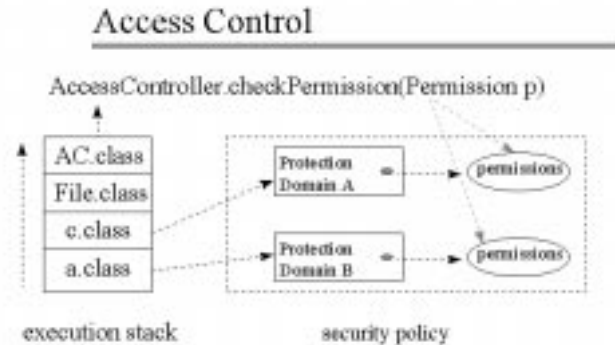 Access Control
AccessController.checkPermission(Permission p)
AC.class
File.class
c.class
a.class
Protection
Domain A
permissions
Protection
Domain B
permissions
execution stack
security policy